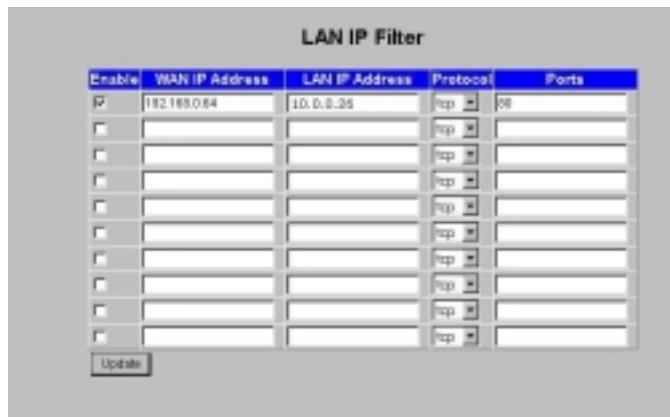 LAN IP Filter
Enable WAN IP Address LAN IP Address Protocol Ports
192.168.0.64 10.0.0.26 tcp 80
tcp
tcp
tcp
tcp
tcp
tcp
tcp
tcp
tcp
Update